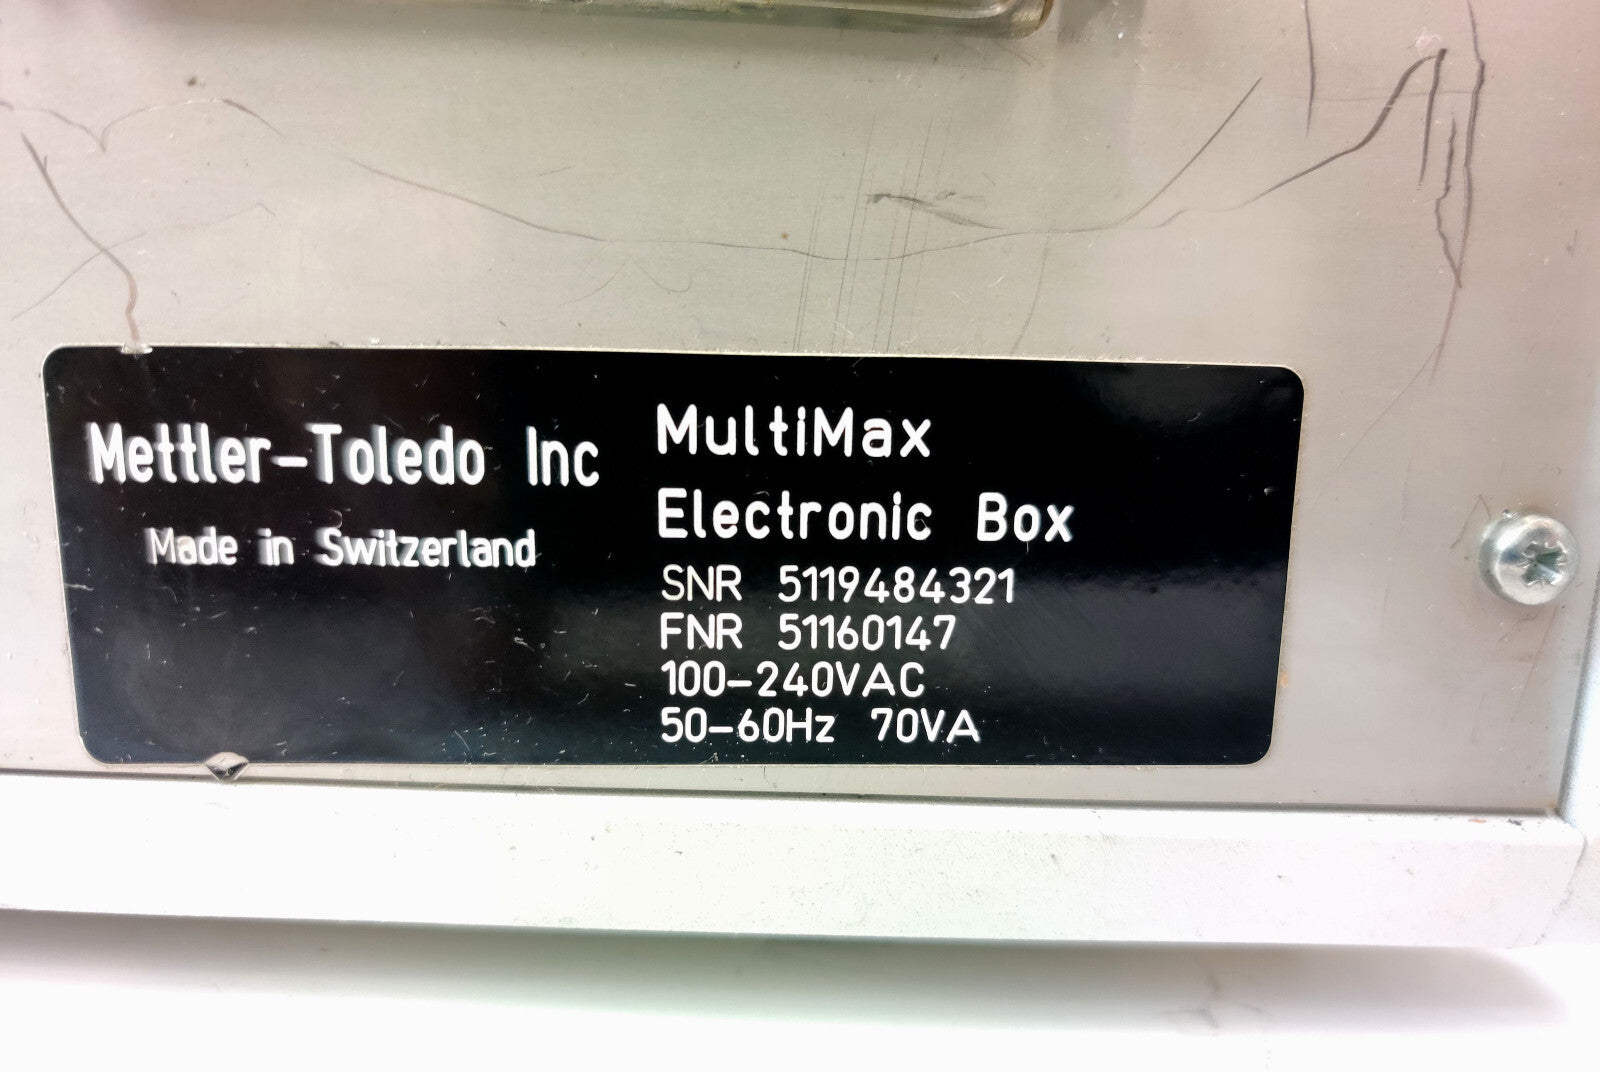 Mettler-Toledo Inc
Made in Switzerland
MultiMax
Electronic Box
SNR 5119484321
FNR 51160147
100-240VAC
50-60Hz 70VA